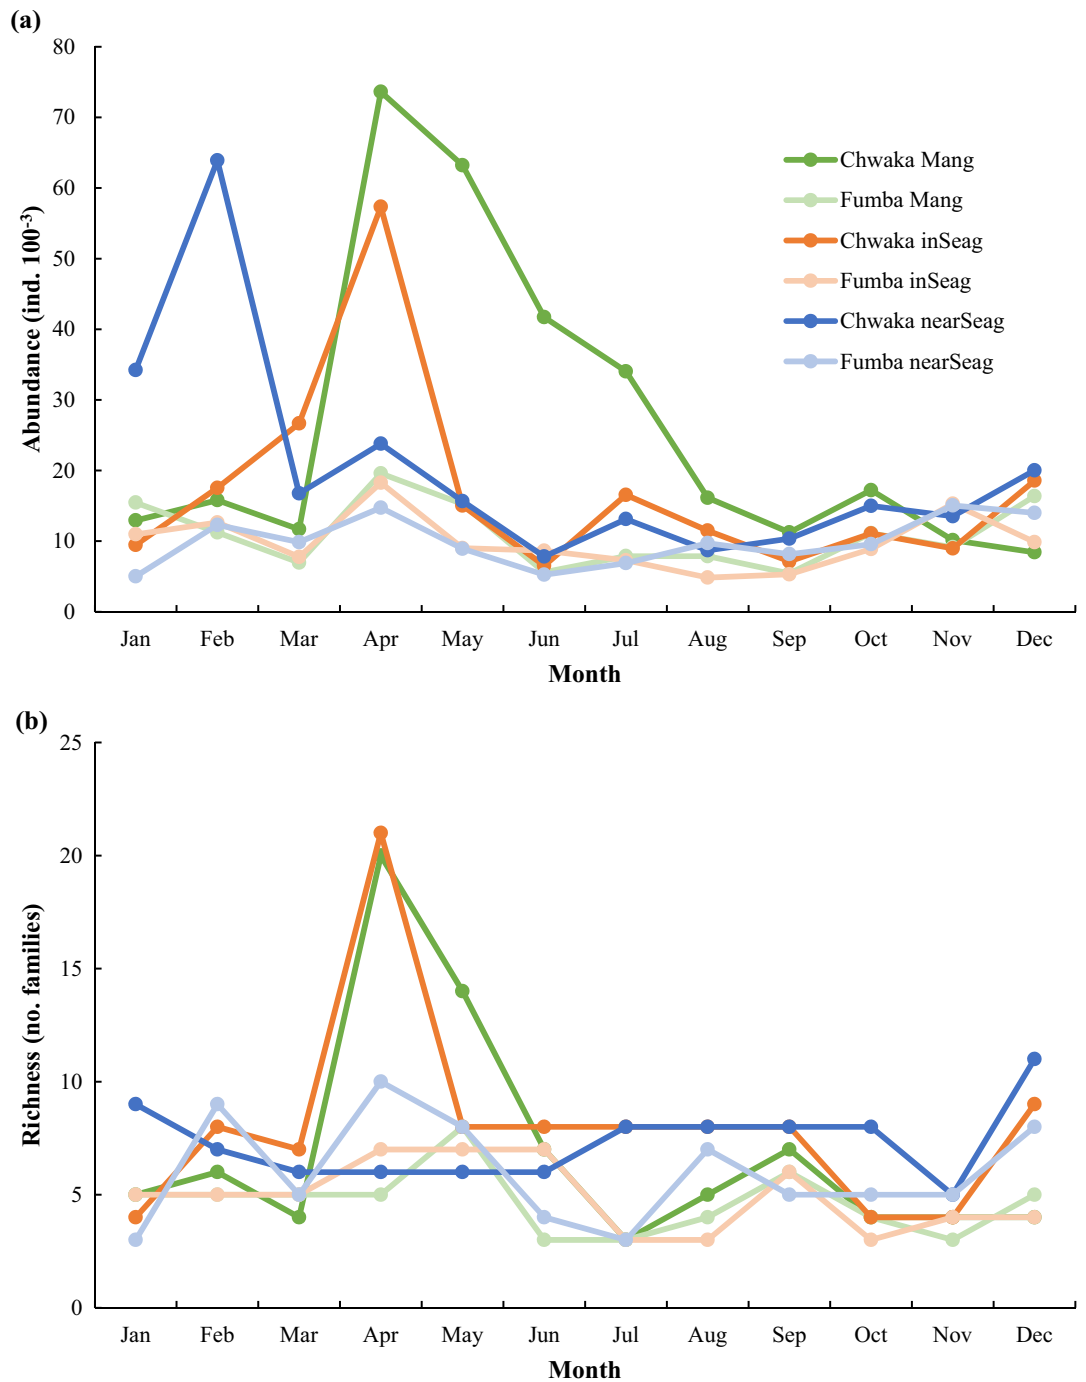 (a)
80
70
60
50
40
30
20
10
0
Abundance (ind. 100⁻³)
Chwaka Mang
Fumba Mang
Chwaka inSeag
Fumba inSeag
Chwaka nearSeag
Fumba nearSeag
Jan Feb Mar Apr May Jun Jul Aug Sep Oct Nov Dec
Month
(b)
25
20
15
10
5
0
Richness (no. families)
Jan Feb Mar Apr May Jun Jul Aug Sep Oct Nov Dec
Month